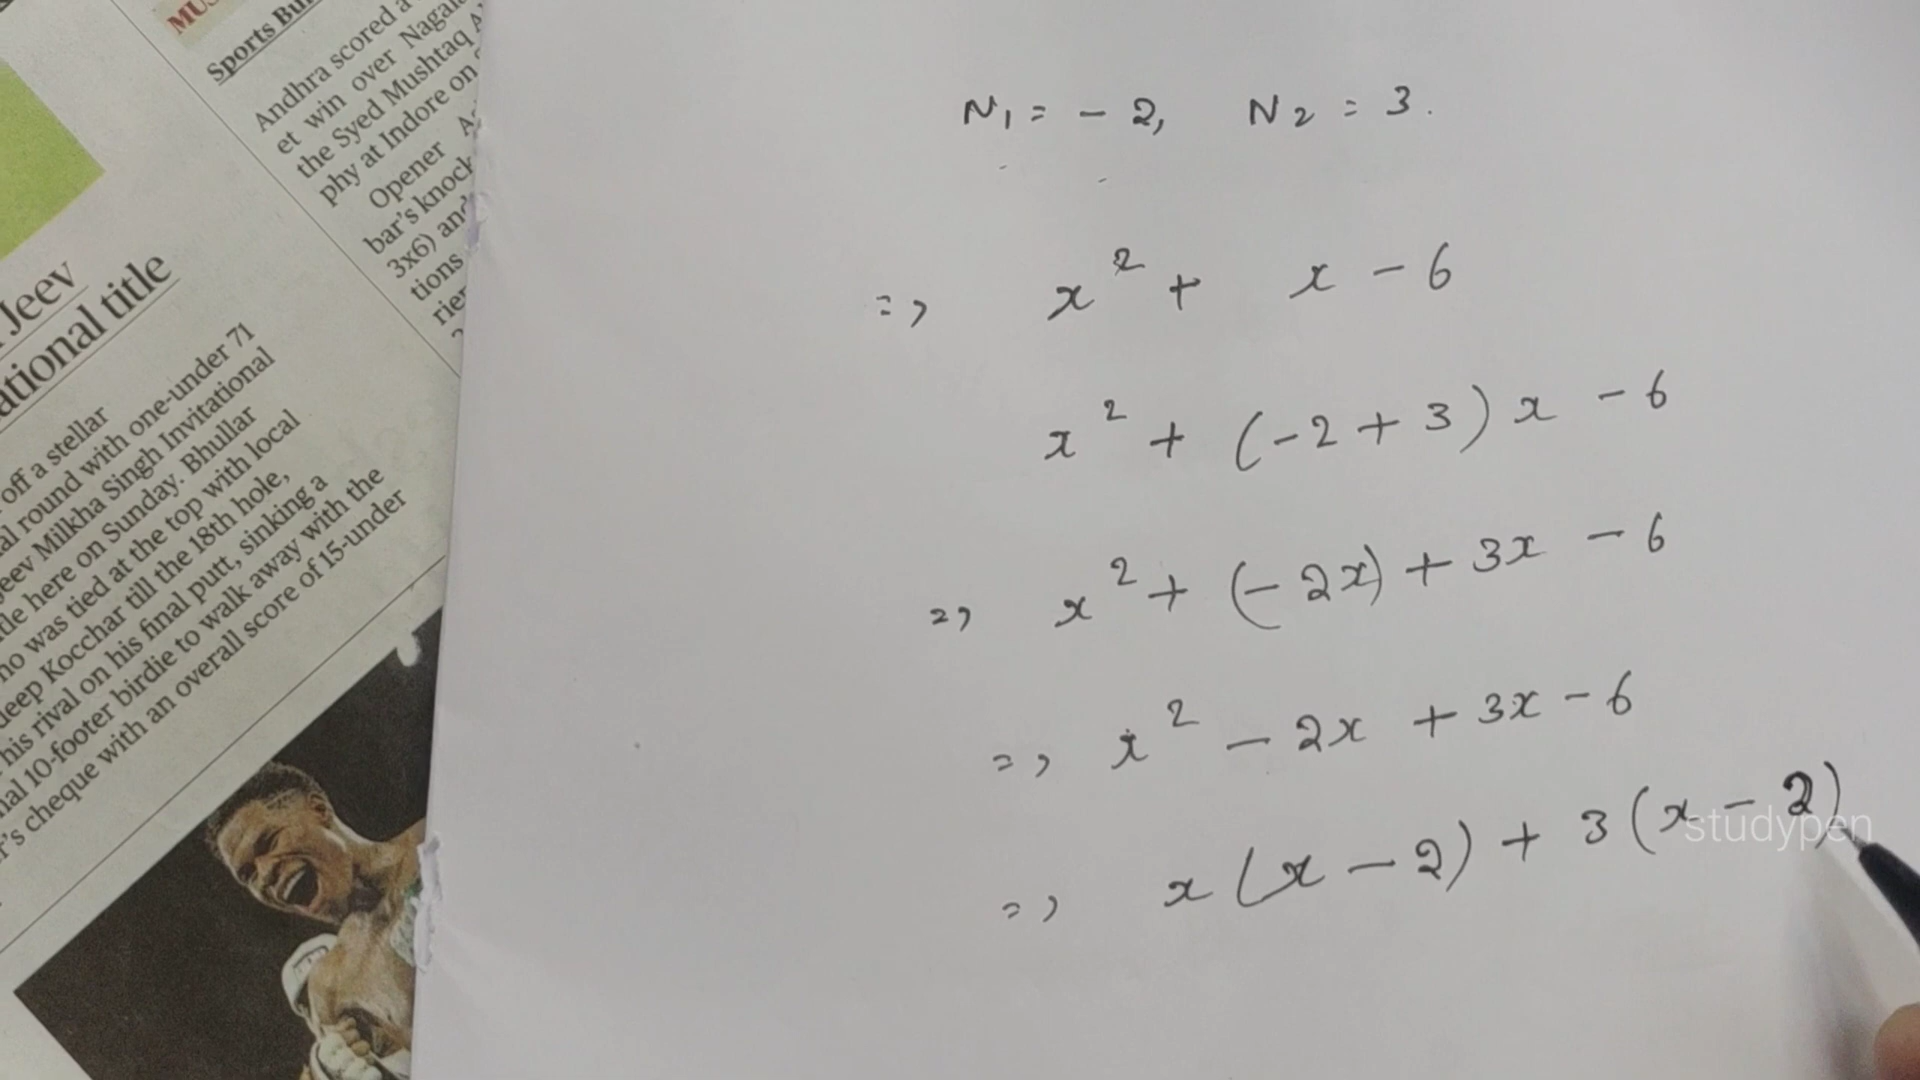 MUS
Sports Bu
Andhra scored a
et win over Nagal
the Syed Mushtaq A
phy at Indore on
Opener
bar's knock
3x6) and
tions
rier
Jeev
ational title
off a stellar
al round with one-under 71
eev Milkha Singh Invitational
tle here on Sunday. Bhullar
ho was tied at the top with local
deep Kocchar till the 18th hole,
his rival on his final putt, sinking a
nal 10-footer birdie to walk away with the
r's cheque with an overall score of 15-under
N₁ = - 2, N₂ = 3.
=> x² + x - 6
x² + (-2 + 3) x - 6
=> x² + (- 2x) + 3x - 6
=> x² - 2x + 3x - 6
=> x (x - 2) + 3 (x - 2)
studypen